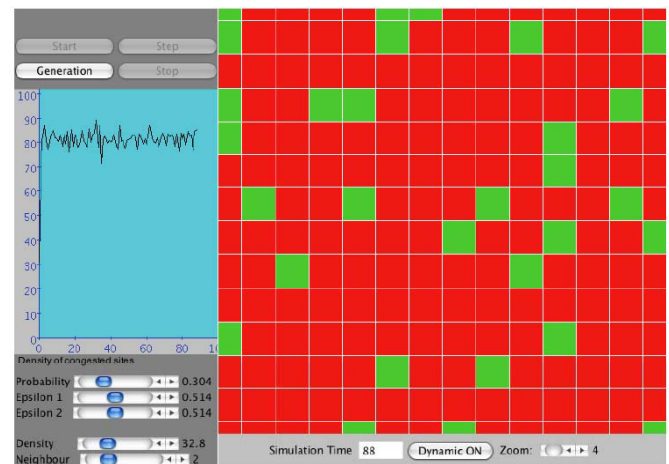 Start Step
Generation Stop
100
90
80
70
60
50
40
30
20
10
0
0 20 40 60 80 10
Density of congested sites
Probability 0.304
Epsilon 1 0.514
Epsilon 2 0.514
Density 32.8
Neighbour 2
Simulation Time 88 Dynamic ON Zoom: 4